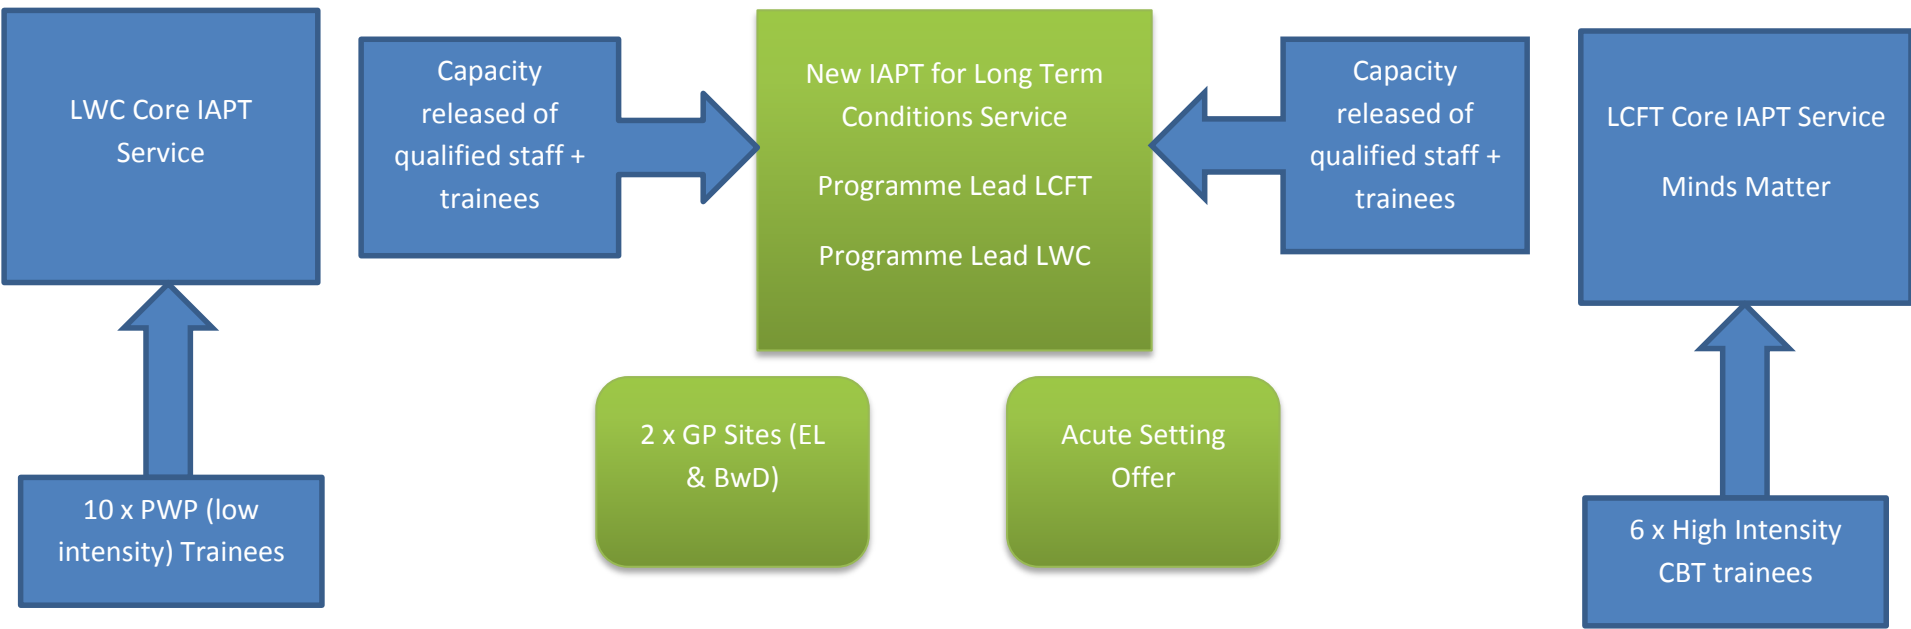 LWC Core IAPT
Service
Capacity
released of
qualified staff +
trainees
New IAPT for Long Term
Conditions Service
Programme Lead LCFT
Programme Lead LWC
Capacity
released of
qualified staff +
trainees
LCFT Core IAPT Service
Minds Matter
10 x PWP (low
intensity) Trainees
2 x GP Sites (EL
& BwD)
Acute Setting
Offer
6 x High Intensity
CBT trainees